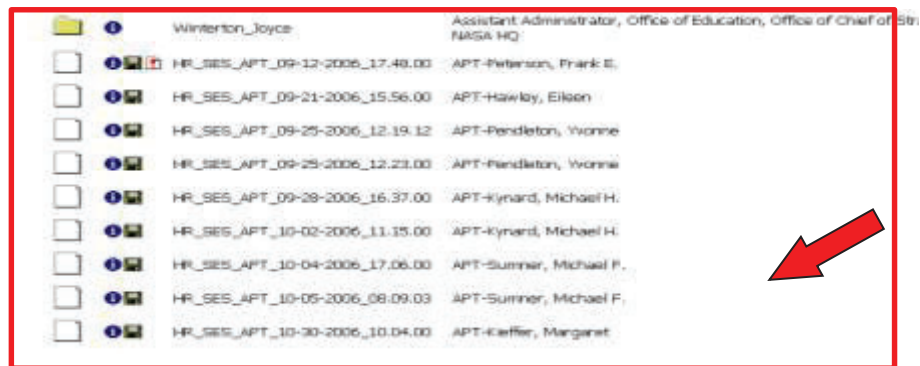 Winterton_Joyce Assistant Administrator, Office of Education, Office of Chief of Str
NASA HQ
HR_SES_APT_09-12-2006_17.48.00 APT-Peterson, Frank E.
HR_SES_APT_09-21-2006_15.56.00 APT-Hawley, Eileen
HR_SES_APT_09-25-2006_12.19.12 APT-Pendleton, Yvonne
HR_SES_APT_09-25-2006_12.23.00 APT-Pendleton, Yvonne
HR_SES_APT_09-28-2006_16.37.00 APT-Kynard, Michael H.
HR_SES_APT_10-02-2006_11.15.00 APT-Kynard, Michael H.
HR_SES_APT_10-04-2006_17.06.00 APT-Sumner, Michael F.
HR_SES_APT_10-05-2006_08.09.03 APT-Sumner, Michael F.
HR_SES_APT_10-30-2006_10.04.00 APT-Kieffer, Margaret